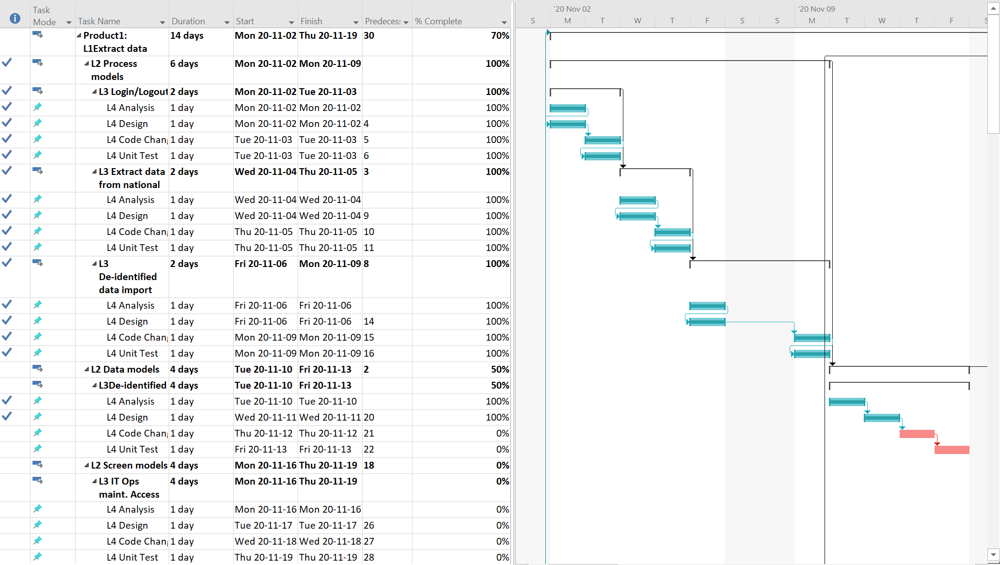 Task
Mode
Task Name
Duration
Start
Finish
Predecess
% Complete
'20 Nov 02
'20 Nov 09
S M T W T F S S M T W T F S
Product1: 14 days Mon 20-11-02 Thu 20-11-19 30 70%
L1Extract data
L2 Process 6 days Mon 20-11-02 Mon 20-11-09 100%
models
L3 Login/Logout 2 days Mon 20-11-02 Tue 20-11-03 100%
L4 Analysis 1 day Mon 20-11-02 Mon 20-11-02 100%
L4 Design 1 day Mon 20-11-02 Mon 20-11-02 4 100%
L4 Code Chan 1 day Tue 20-11-03 Tue 20-11-03 5 100%
L4 Unit Test 1 day Tue 20-11-03 Tue 20-11-03 6 100%
L3 Extract data 2 days Wed 20-11-04 Thu 20-11-05 3 100%
from national
L4 Analysis 1 day Wed 20-11-04 Wed 20-11-04 100%
L4 Design 1 day Wed 20-11-04 Wed 20-11-04 9 100%
L4 Code Chan 1 day Thu 20-11-05 Thu 20-11-05 10 100%
L4 Unit Test 1 day Thu 20-11-05 Thu 20-11-05 11 100%
L3 2 days Fri 20-11-06 Mon 20-11-09 8 100%
De-identified
data import
L4 Analysis 1 day Fri 20-11-06 Fri 20-11-06 100%
L4 Design 1 day Fri 20-11-06 Fri 20-11-06 14 100%
L4 Code Chan 1 day Mon 20-11-09 Mon 20-11-09 15 100%
L4 Unit Test 1 day Mon 20-11-09 Mon 20-11-09 16 100%
L2 Data models 4 days Tue 20-11-10 Fri 20-11-13 2 50%
L3De-identified 4 days Tue 20-11-10 Fri 20-11-13 50%
L4 Analysis 1 day Tue 20-11-10 Tue 20-11-10 100%
L4 Design 1 day Wed 20-11-11 Wed 20-11-11 20 100%
L4 Code Chan 1 day Thu 20-11-12 Thu 20-11-12 21 0%
L4 Unit Test 1 day Fri 20-11-13 Fri 20-11-13 22 0%
L2 Screen models 4 days Mon 20-11-16 Thu 20-11-19 18 0%
L3 IT Ops 4 days Mon 20-11-16 Thu 20-11-19 0%
maint. Access
L4 Analysis 1 day Mon 20-11-16 Mon 20-11-16 0%
L4 Design 1 day Tue 20-11-17 Tue 20-11-17 26 0%
L4 Code Chan 1 day Wed 20-11-18 Wed 20-11-18 27 0%
L4 Unit Test 1 day Thu 20-11-19 Thu 20-11-19 28 0%